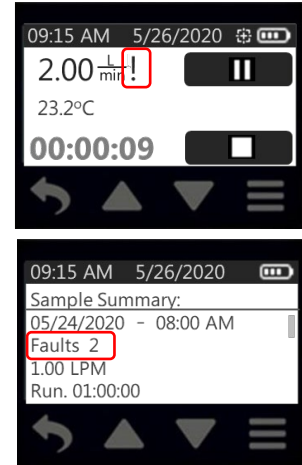 09:15 AM 5/26/2020
2.00 L/min!
23.2ºC
00:00:09
09:15 AM 5/26/2020
Sample Summary:
05/24/2020 - 08:00 AM
Faults 2
1.00 LPM
Run. 01:00:00